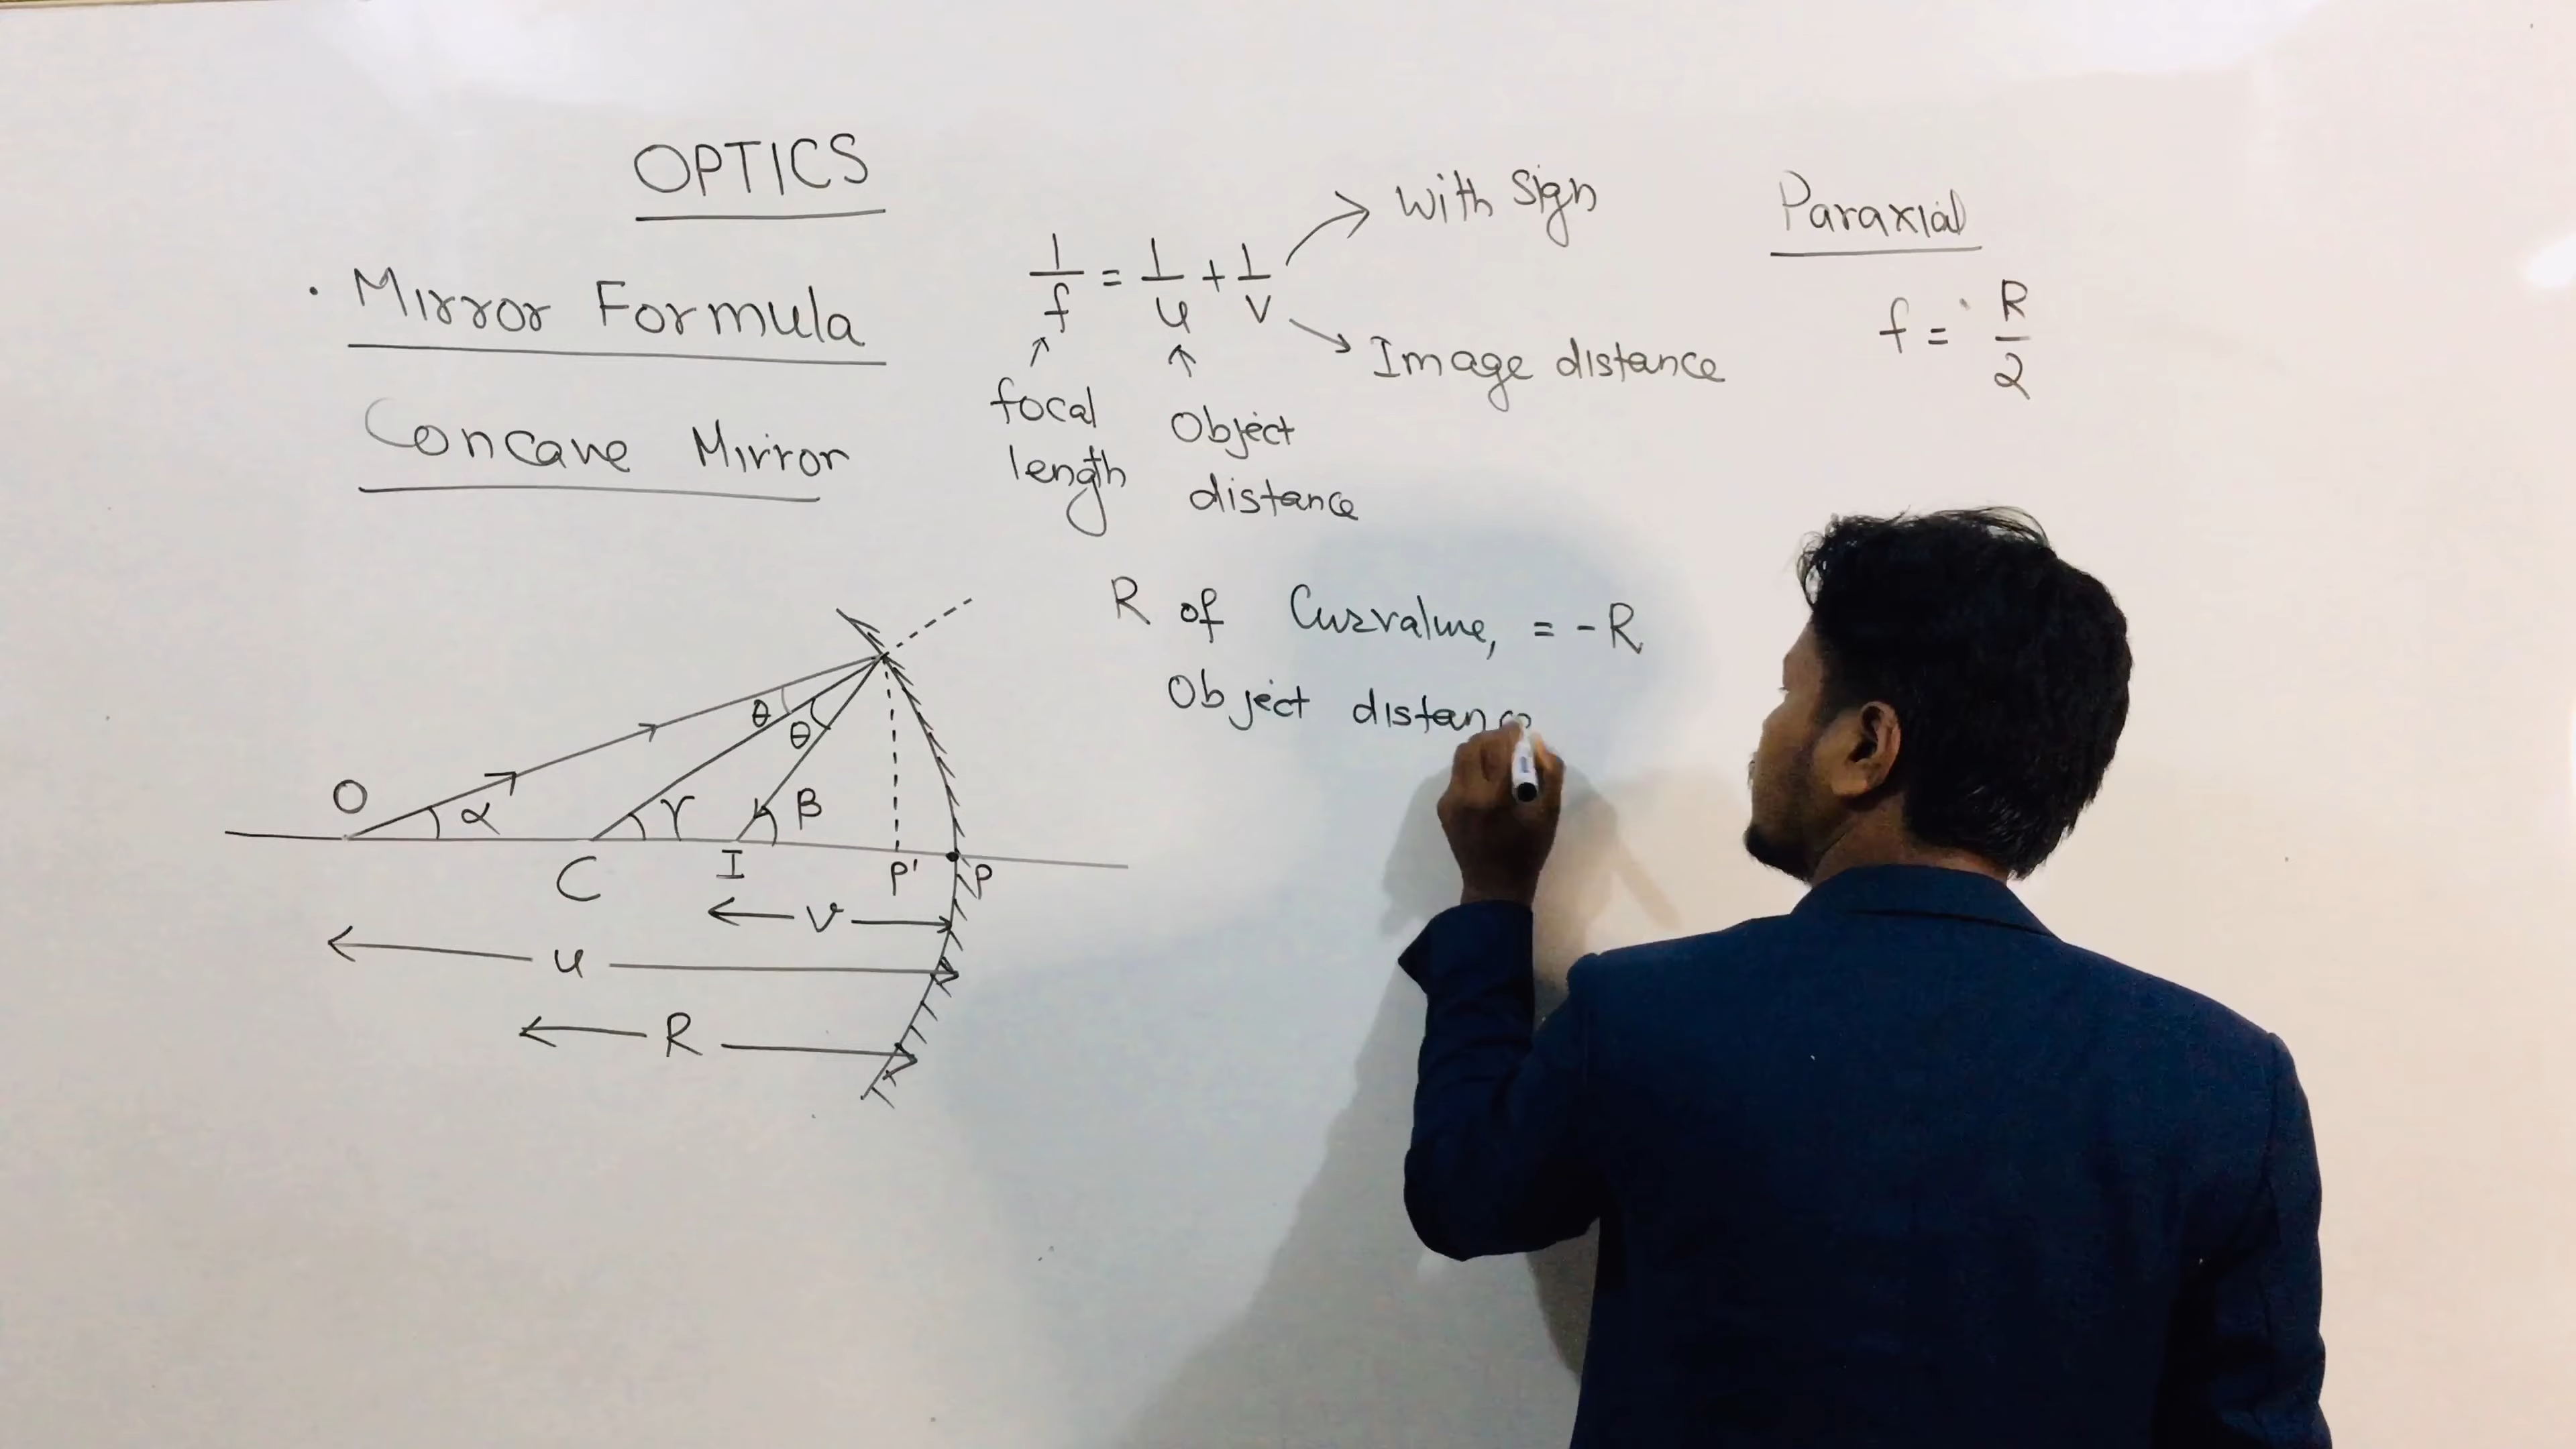 OPTICS
· Mirror Formula
Concave Mirror
1/f = 1/u + 1/v
With Sign
Image distance
focal
length
Object
distance
Paraxial
f = R/2
R of Curvature, = -R
Object distance
θ
θ
O
α
γ
β
C
I
P'
P
v
u
R